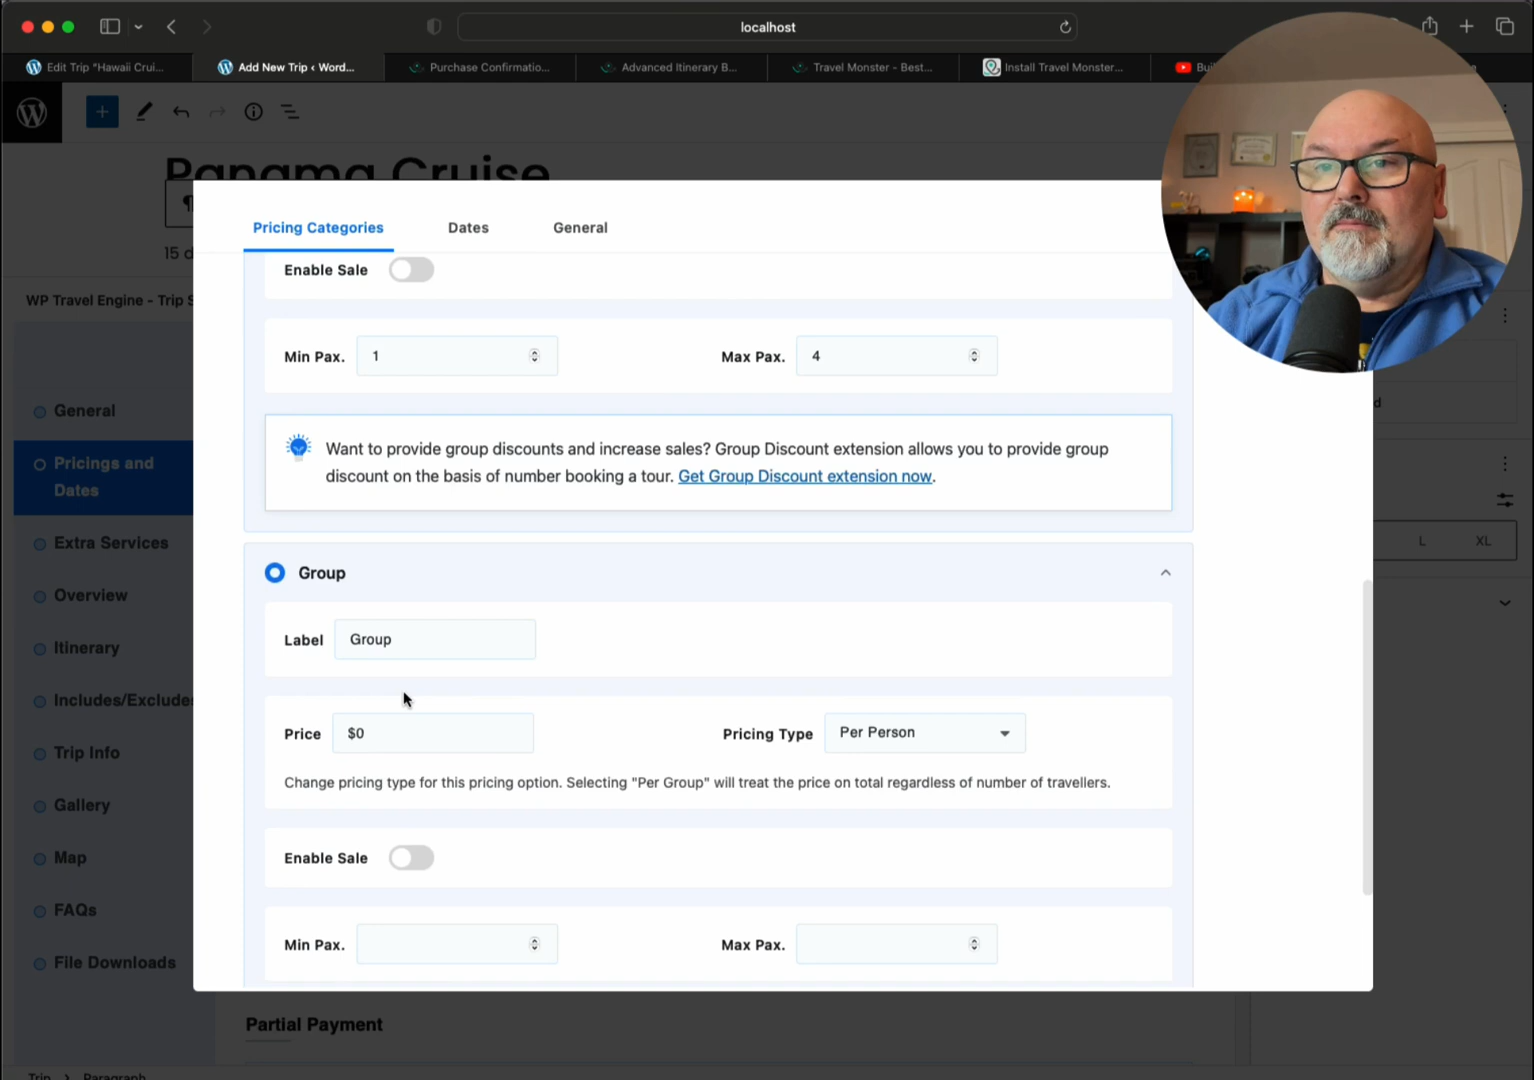 localhost
Edit Trip "Hawaii Crui...
Add New Trip ‹ Word...
Purchase Confirmatio...
Advanced Itinerary B...
Travel Monster - Best...
Install Travel Monster...
Panama Cruise
15 d
WP Travel Engine - Trip S
General
Pricings and
Dates
Extra Services
Overview
Itinerary
Includes/Excludes
Trip Info
Gallery
Map
FAQs
File Downloads
Pricing Categories
Dates
General
Enable Sale
Min Pax. 1
Max Pax. 4
Want to provide group discounts and increase sales? Group Discount extension allows you to provide group
discount on the basis of number booking a tour. Get Group Discount extension now.
Group
Label Group
Price $0
Pricing Type Per Person
Change pricing type for this pricing option. Selecting "Per Group" will treat the price on total regardless of number of travellers.
Enable Sale
Min Pax.
Max Pax.
L XL
Partial Payment
Trip > Paragraph